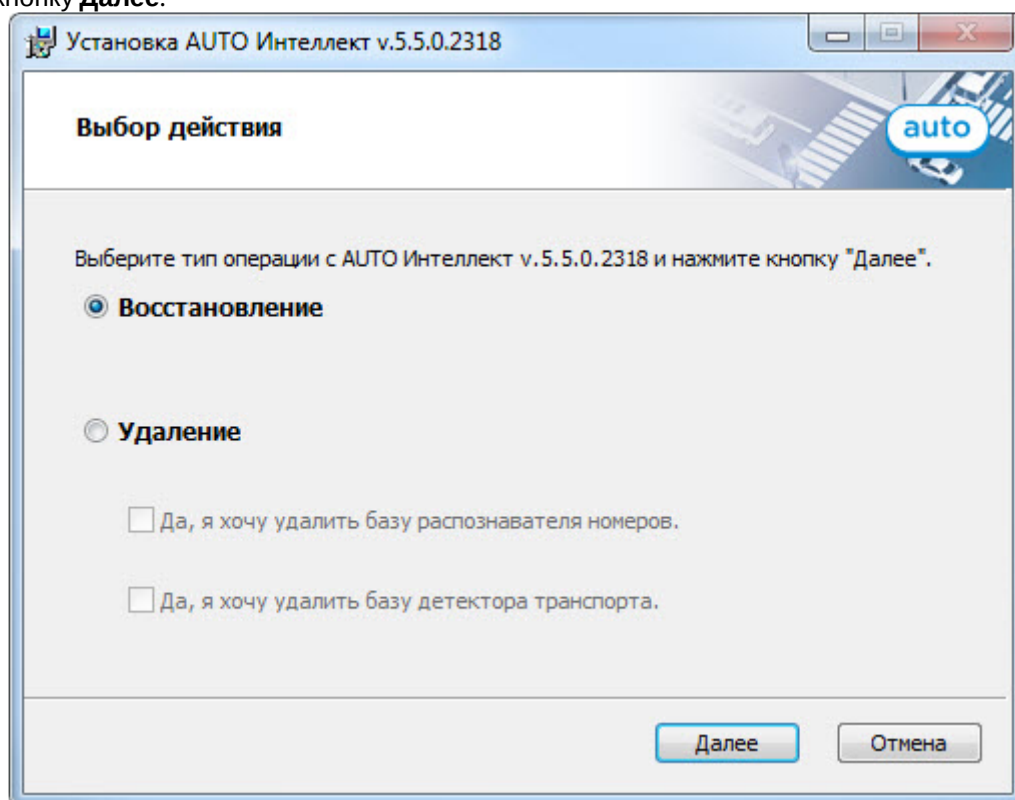 кнопку Далее.
Установка AUTO Интеллект v.5.5.0.2318
Выбор действия
auto
Выберите тип операции с AUTO Интеллект v.5.5.0.2318 и нажмите кнопку "Далее".
Восстановление
Удаление
Да, я хочу удалить базу распознавателя номеров.
Да, я хочу удалить базу детектора транспорта.
Далее
Отмена